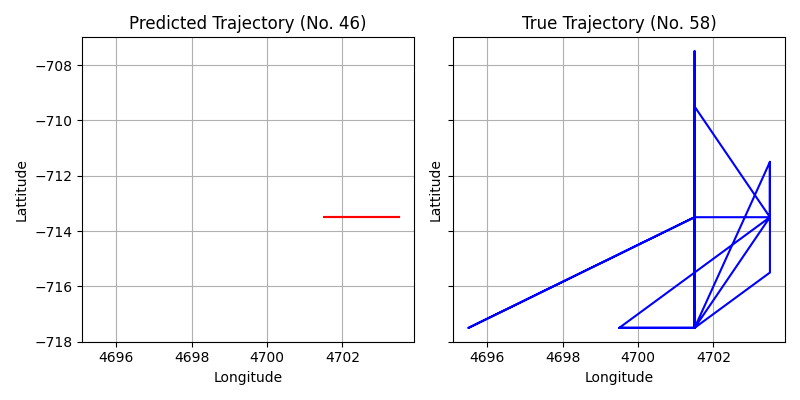 Predicted Trajectory (No. 46)
True Trajectory (No. 58)
Lattitude
−708
−710
−712
−714
−716
−718
4696
4698
4700
4702
Longitude
Lattitude
4696
4698
4700
4702
Longitude